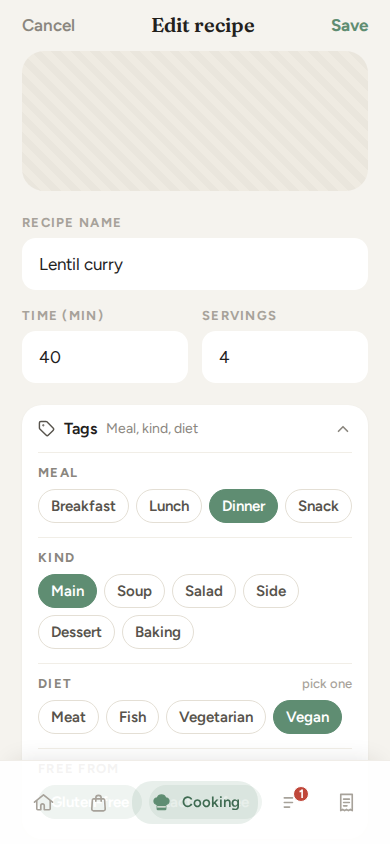 Cancel Edit recipe Save
RECIPE NAME
Lentil curry
TIME (MIN) SERVINGS
40 4
Tags Meal, kind, diet
MEAL
Breakfast Lunch Dinner Snack
KIND
Main Soup Salad Side
Dessert Baking
DIET pick one
Meat Fish Vegetarian Vegan
FREE FROM
Cooking 1